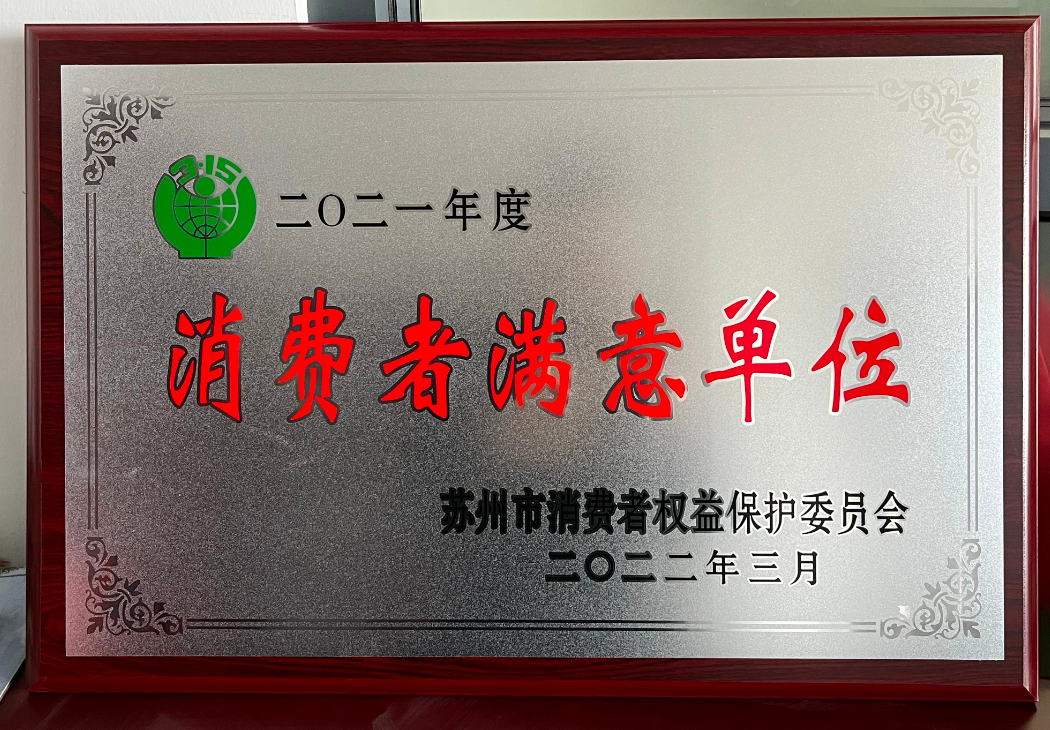 3·15
二〇二一年度
消费者满意单位
苏州市消费者权益保护委员会
二〇二二年三月